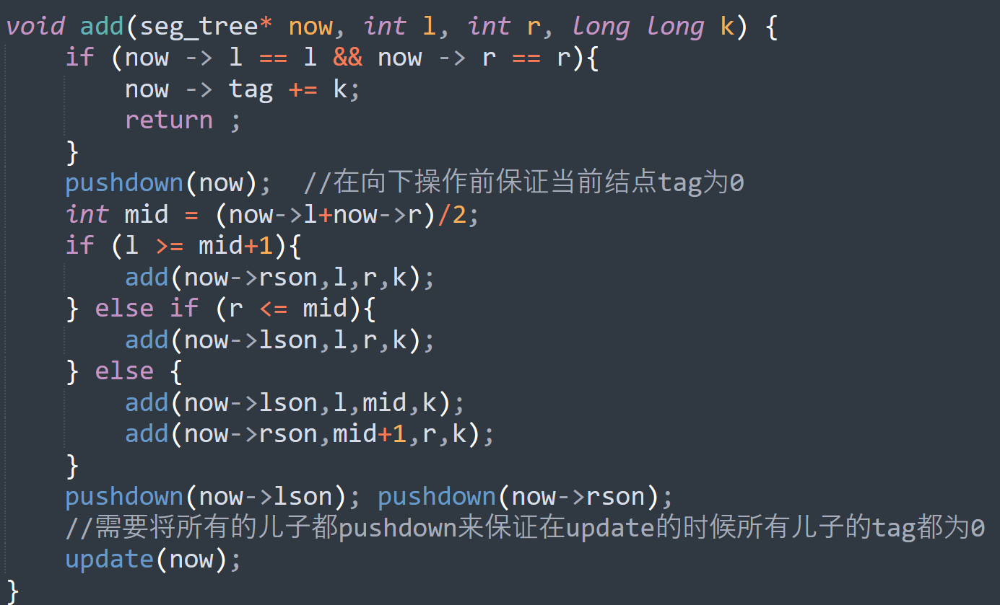 void add(seg_tree* now, int l, int r, long long k) {
    if (now -> l == l && now -> r == r){
        now -> tag += k;
        return ;
    }
    pushdown(now);  //在向下操作前保证当前结点tag为0
    int mid = (now->l+now->r)/2;
    if (l >= mid+1){
        add(now->rson,l,r,k);
    } else if (r <= mid){
        add(now->lson,l,r,k);
    } else {
        add(now->lson,l,mid,k);
        add(now->rson,mid+1,r,k);
    }
    pushdown(now->lson); pushdown(now->rson);
    //需要将所有的儿子都pushdown来保证在update的时候所有儿子的tag都为0
    update(now);
}